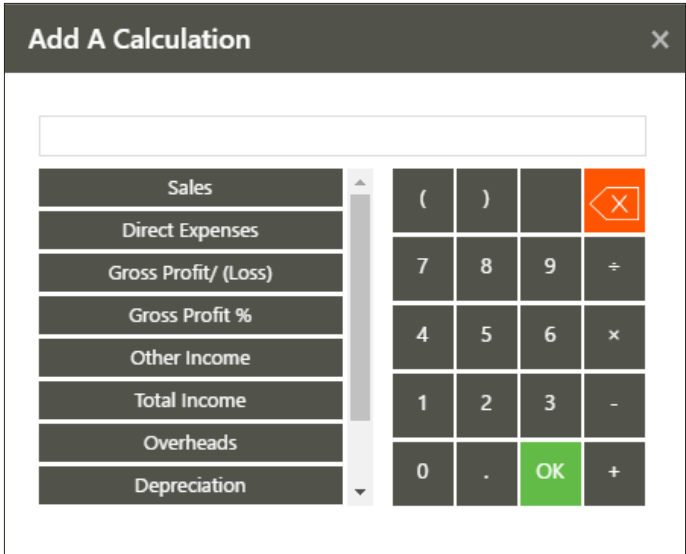 Add A Calculation ×
Sales
Direct Expenses
Gross Profit/ (Loss)
Gross Profit %
Other Income
Total Income
Overheads
Depreciation
( )
7 8 9 ÷
4 5 6 ×
1 2 3 -
0 . OK +